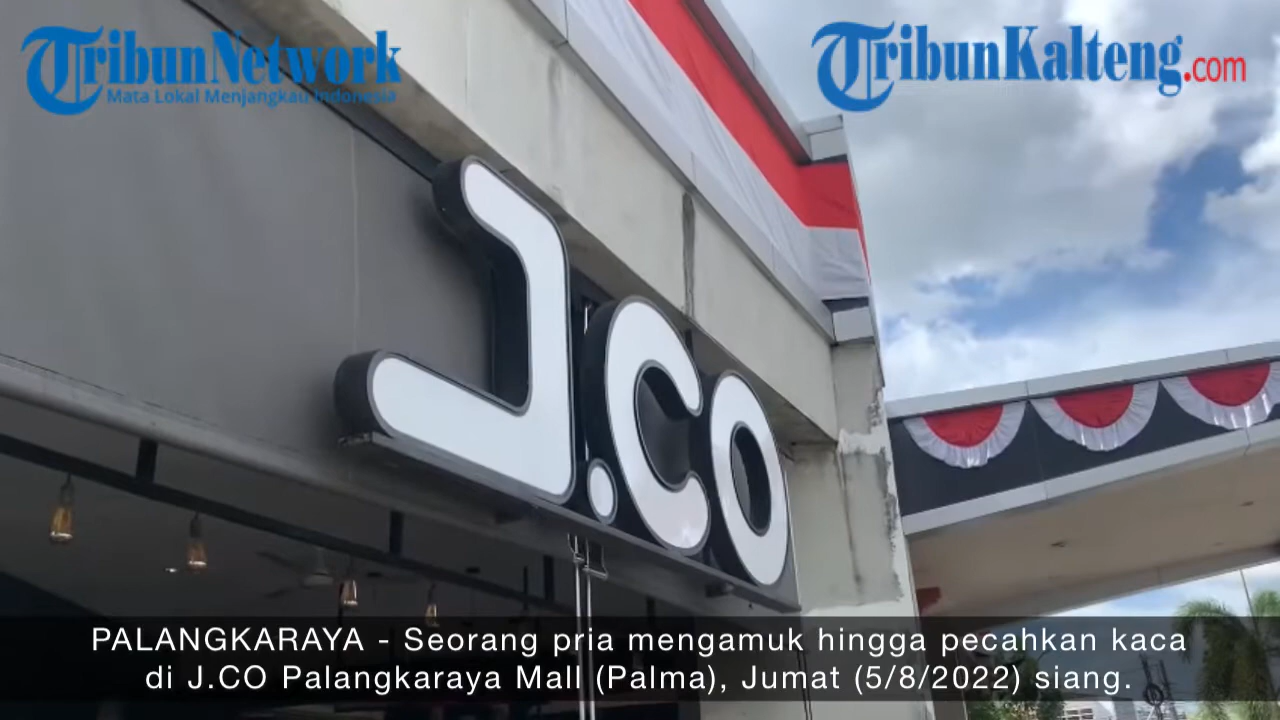 TribunNetwork
Mata Lokal Menjangkau Indonesia
TribunKalteng.com
J.CO
PALANGKARAYA - Seorang pria mengamuk hingga pecahkan kaca
di J.CO Palangkaraya Mall (Palma), Jumat (5/8/2022) siang.